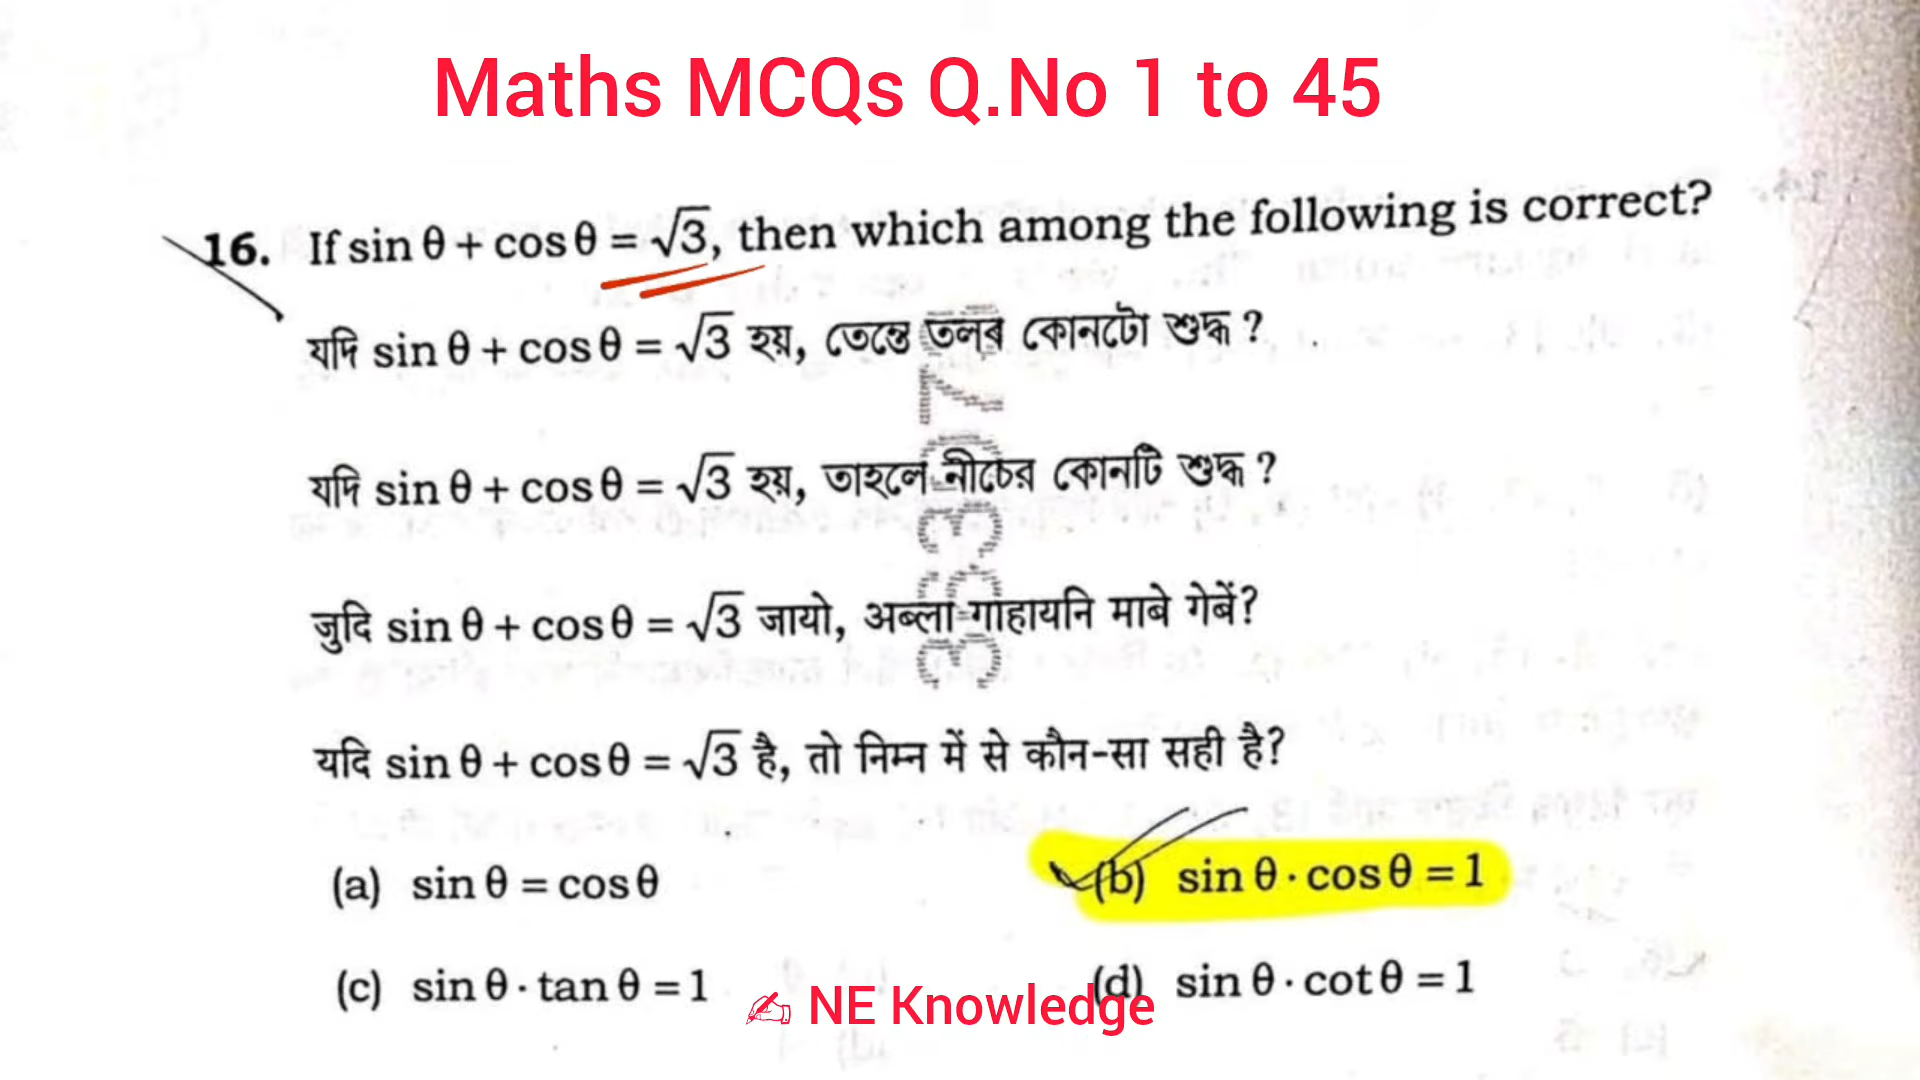 Maths MCQs Q.No 1 to 45
16. If sin θ + cos θ = √3, then which among the following is correct?
যদি sin θ + cos θ = √3 হয়, তেন্তে তলৰ কোনটো শুদ্ধ ?
যদি sin θ + cos θ = √3 হয়, তাহলে নীচের কোনটি শুদ্ধ ?
जुदि sin θ + cos θ = √3 जायो, अब्ला गाहायनि माबे गेबें?
यदि sin θ + cos θ = √3 है, तो निम्न में से कौन-सा सही है?
(a) sin θ = cos θ
(b) sin θ · cos θ = 1
(c) sin θ · tan θ = 1
(d) sin θ · cot θ = 1
✍ NE Knowledge